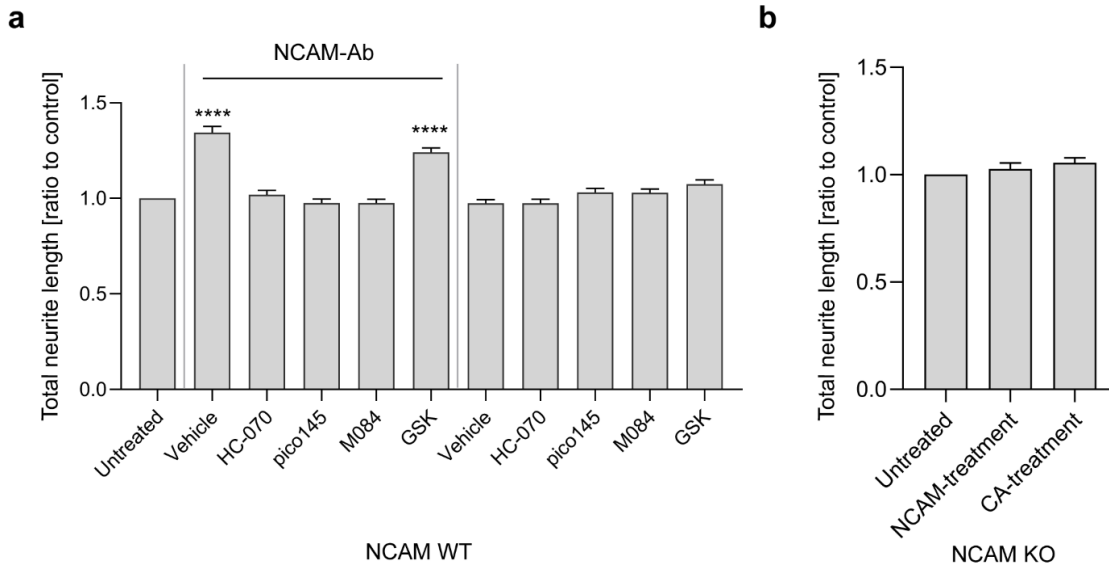 a
NCAM-Ab
Total neurite length [ratio to control]
1.5
1.0
0.5
0.0
****
****
Untreated
Vehicle
HC-070
pico145
M084
GSK
Vehicle
HC-070
pico145
M084
GSK
NCAM WT
b
Total neurite length [ratio to control]
1.5
1.0
0.5
0.0
Untreated
NCAM-treatment
CA-treatment
NCAM KO